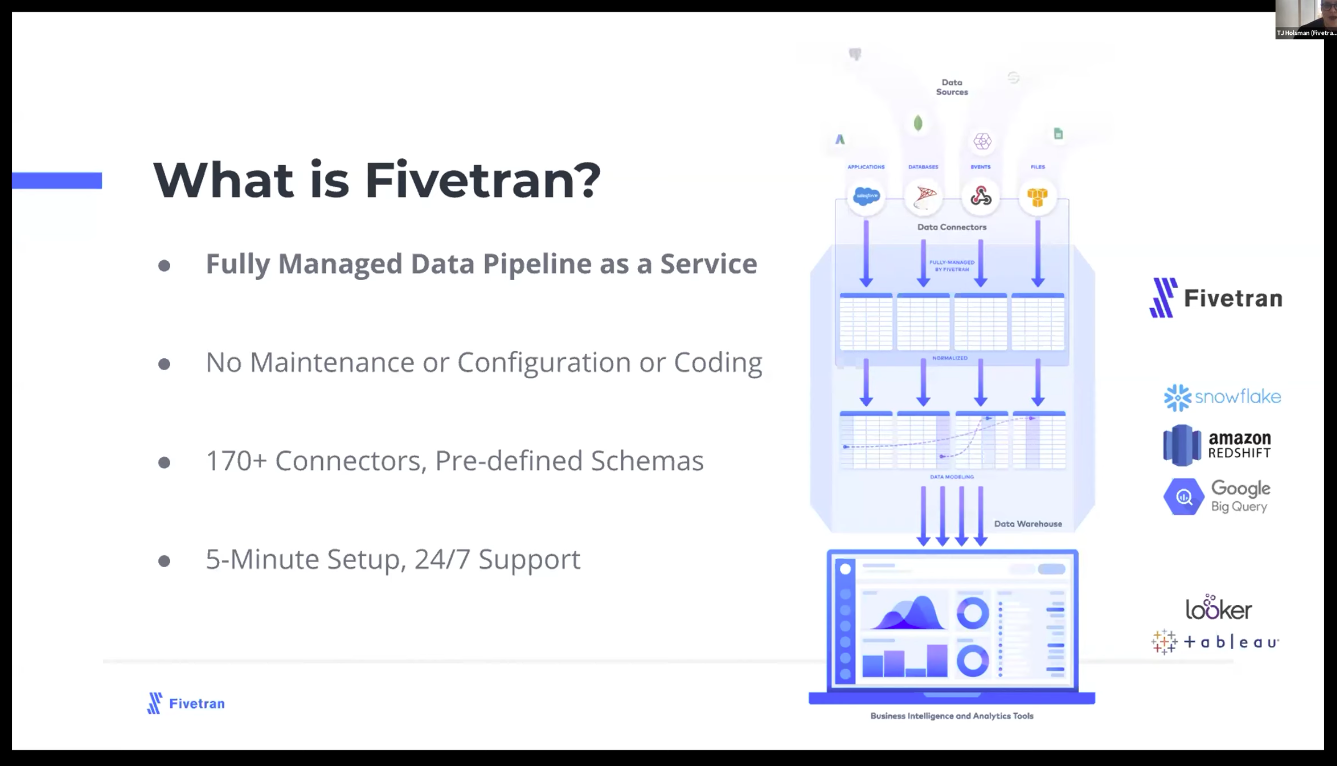 TJ Holsman (Fivetra...
What is Fivetran?
Fully Managed Data Pipeline as a Service
No Maintenance or Configuration or Coding
170+ Connectors, Pre-defined Schemas
5-Minute Setup, 24/7 Support
Fivetran
Data
Sources
APPLICATIONS
DATABASES
EVENTS
FILES
salesforce
Data Connectors
FULLY-MANAGED
BY FIVETRAN
NORMALIZED
DATA MODELING
Data Warehouse
Business Intelligence and Analytics Tools
Fivetran
snowflake
amazon
REDSHIFT
Google
Big Query
looker
+ableau